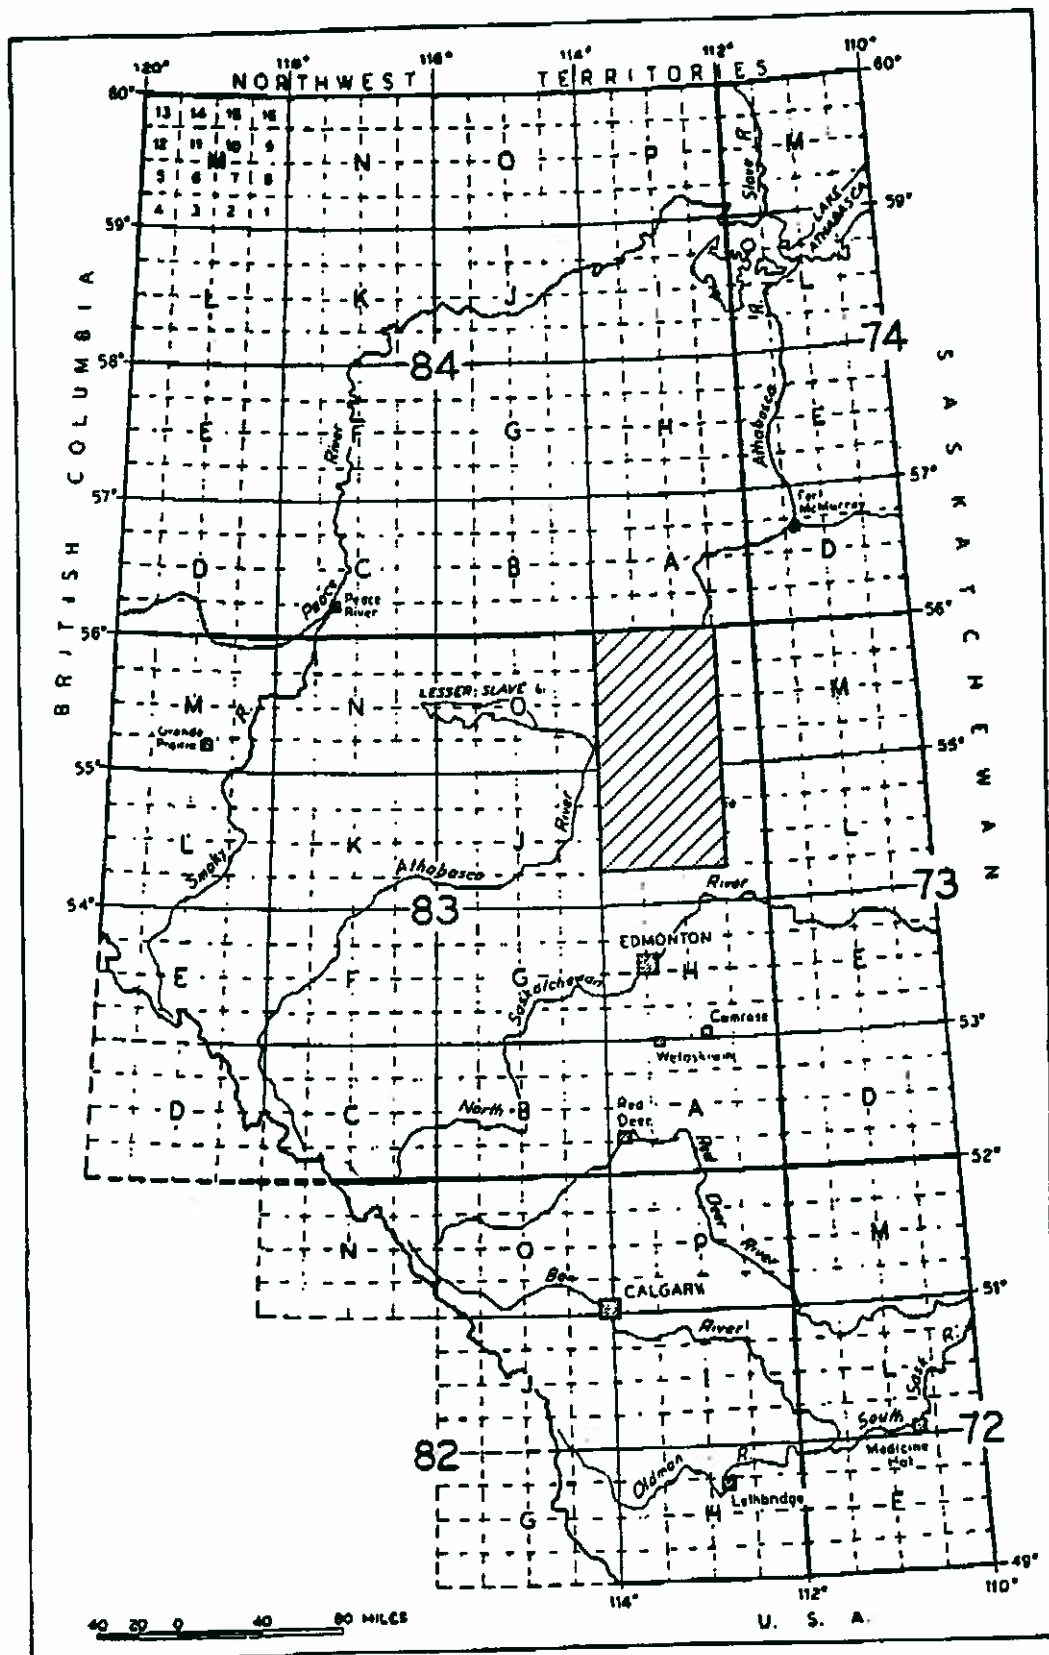 120° 118° 116° 114° 112° 110°
NORTHWEST TERRITORIES
60° 60°
13 14 15 16
12 11 10 9
5 6 7 8
4 3 2 1
M N O P M
Slave R
59° 59°
LAKE ATHABASCA
L K J O L
R.
58° 84 74
BRITISH COLUMBIA
SASKATCHEWAN
E F G H E
River
Athabasca
57° 57°
Fort McMurray
D C B A D
Peace
Peace River
56° 56°
M N O M
LESSER SLAVE L.
R.
Grande Prairie
55° 55°
L K J L
Smoky
River
Athabasca
River
54° 83 73
EDMONTON
E F G H E
Saskatchewan
Camrose
53°
Wetaskiwin
D C B A D
North
Red Deer
Red
52°
Deer
N O P M
River
Bow
CALGARY
51°
River
R.
J I L
Sask
South
82 72
Medicine Hat
Oldman R.
Lethbridge
G H E
49°
114° 112° 110°
U. S. A.
40 20 0 40 80 MILES